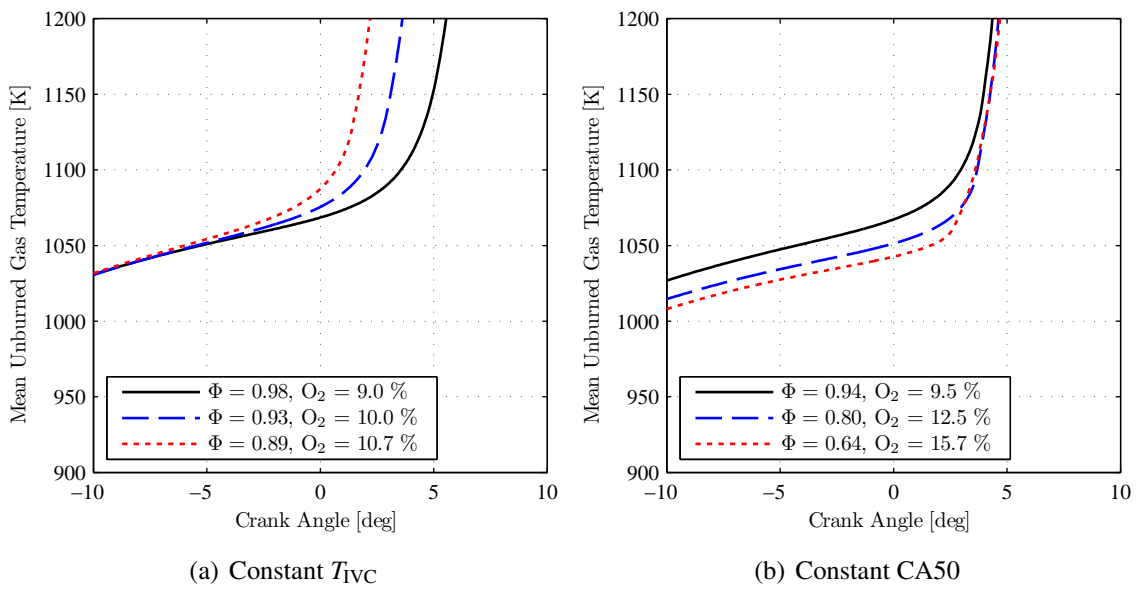 Mean Unburned Gas Temperature [K]
1200
1150
1100
1050
1000
950
900
Φ = 0.98, O₂ = 9.0 %
Φ = 0.93, O₂ = 10.0 %
Φ = 0.89, O₂ = 10.7 %
−10 −5 0 5 10
Crank Angle [deg]
(a) Constant T_IVC
Mean Unburned Gas Temperature [K]
1200
1150
1100
1050
1000
950
900
Φ = 0.94, O₂ = 9.5 %
Φ = 0.80, O₂ = 12.5 %
Φ = 0.64, O₂ = 15.7 %
−10 −5 0 5 10
Crank Angle [deg]
(b) Constant CA50